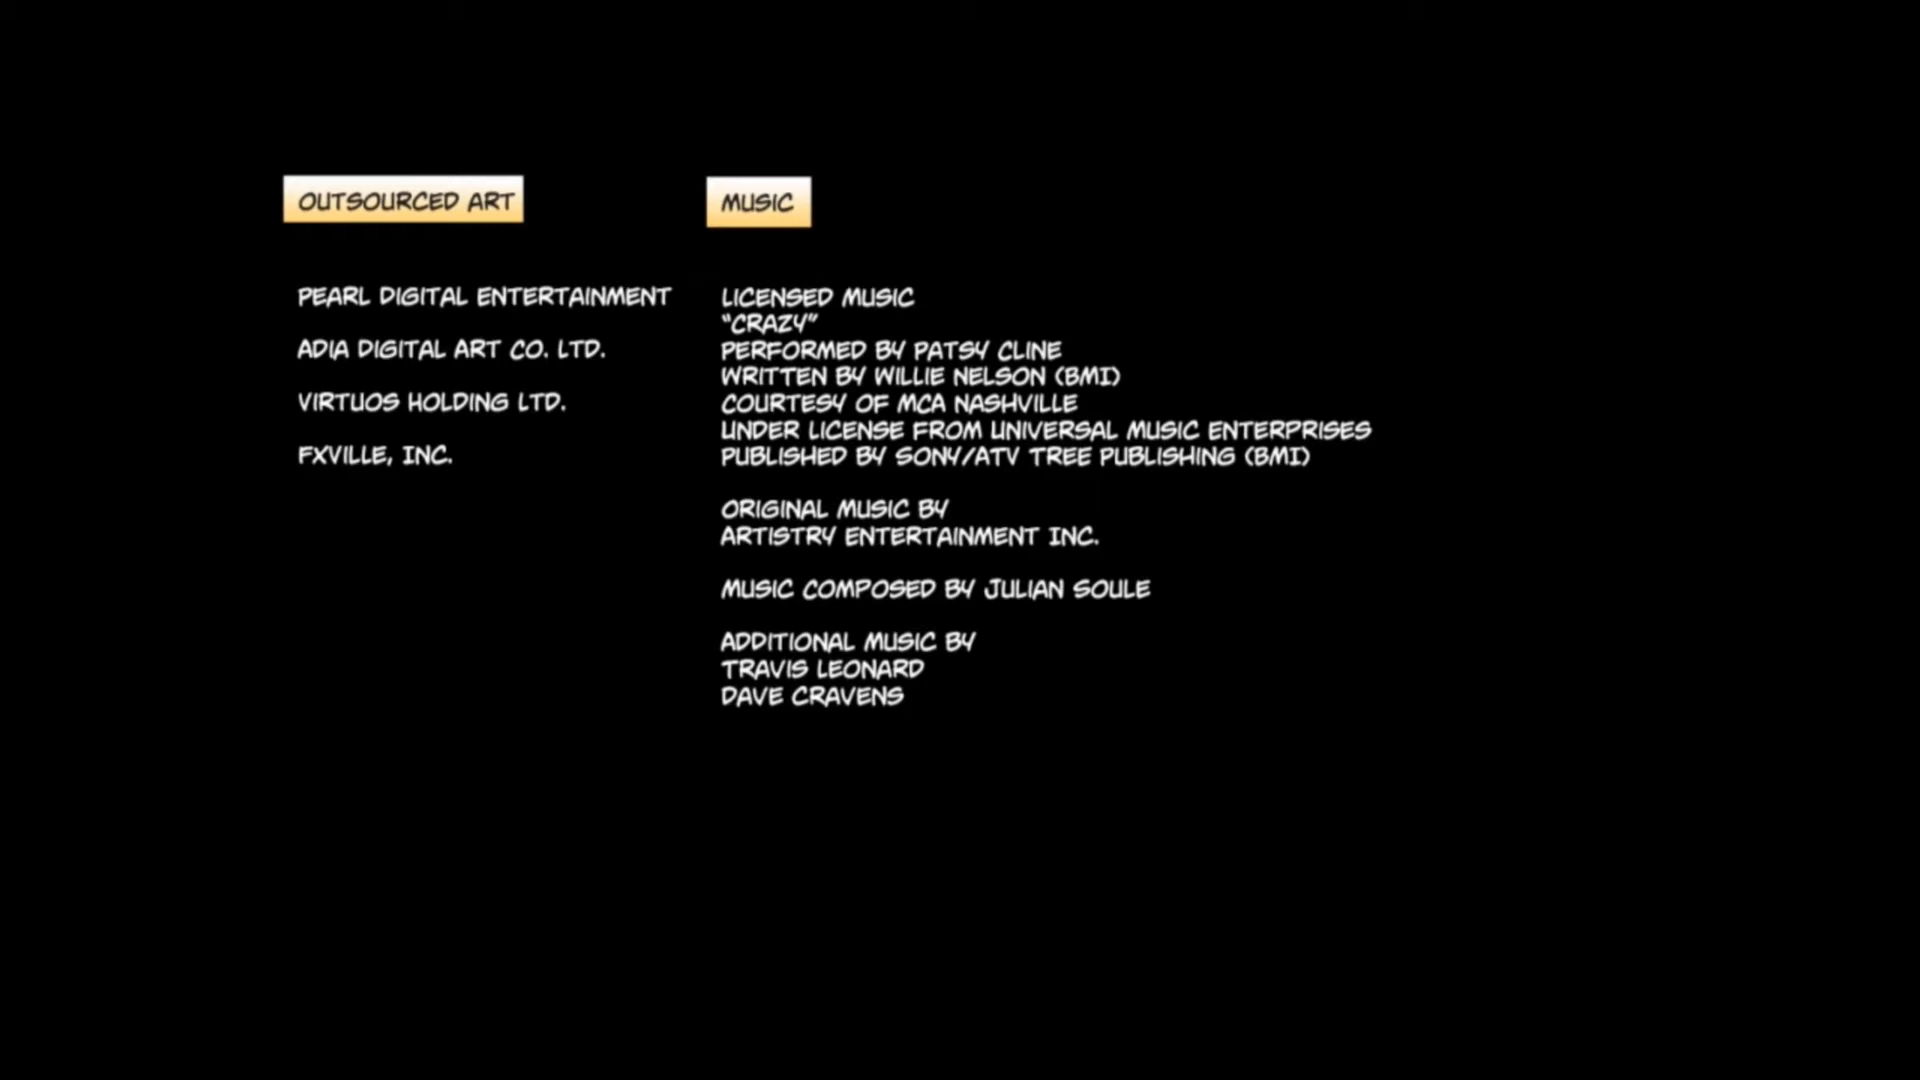 OUTSOURCED ART
PEARL DIGITAL ENTERTAINMENT
ADIA DIGITAL ART CO. LTD.
VIRTUOS HOLDING LTD.
FXVILLE, INC.
MUSIC
LICENSED MUSIC
"CRAZY"
PERFORMED BY PATSY CLINE
WRITTEN BY WILLIE NELSON (BMI)
COURTESY OF MCA NASHVILLE
UNDER LICENSE FROM UNIVERSAL MUSIC ENTERPRISES
PUBLISHED BY SONY/ATV TREE PUBLISHING (BMI)
ORIGINAL MUSIC BY
ARTISTRY ENTERTAINMENT INC.
MUSIC COMPOSED BY JULIAN SOULE
ADDITIONAL MUSIC BY
TRAVIS LEONARD
DAVE CRAVENS